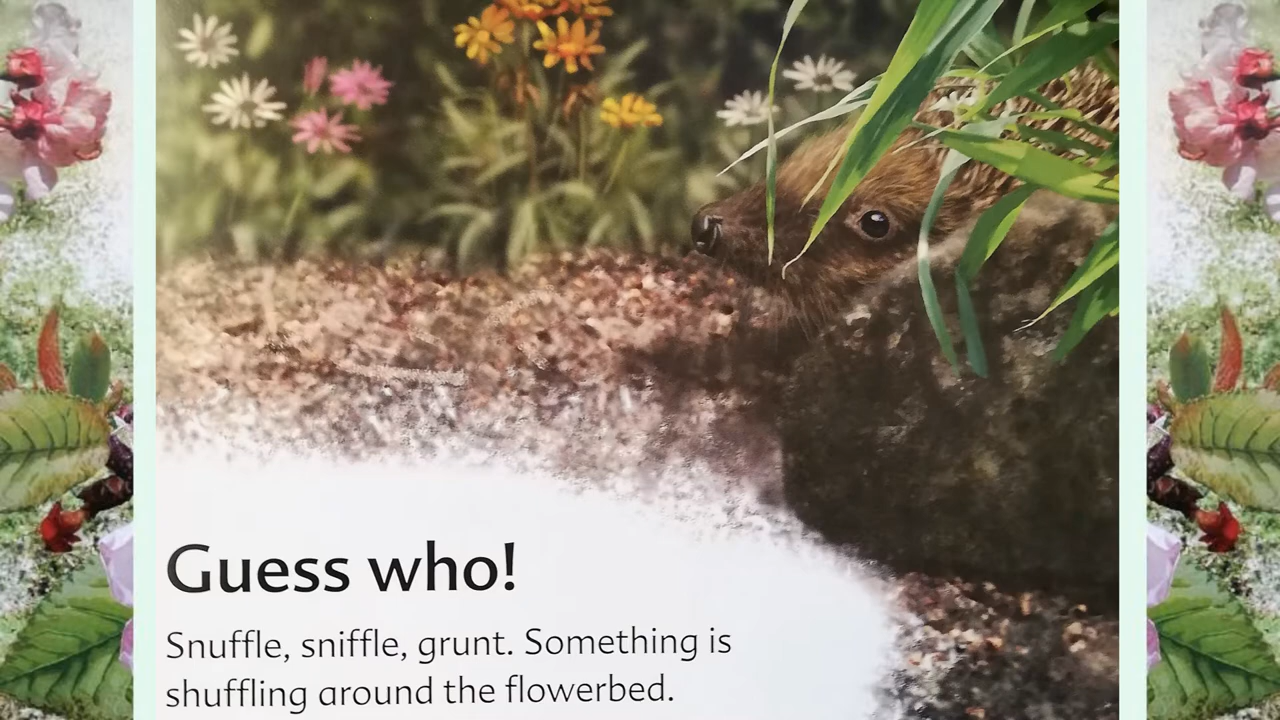 Guess who!
Snuffle, sniffle, grunt. Something is
shuffling around the flowerbed.